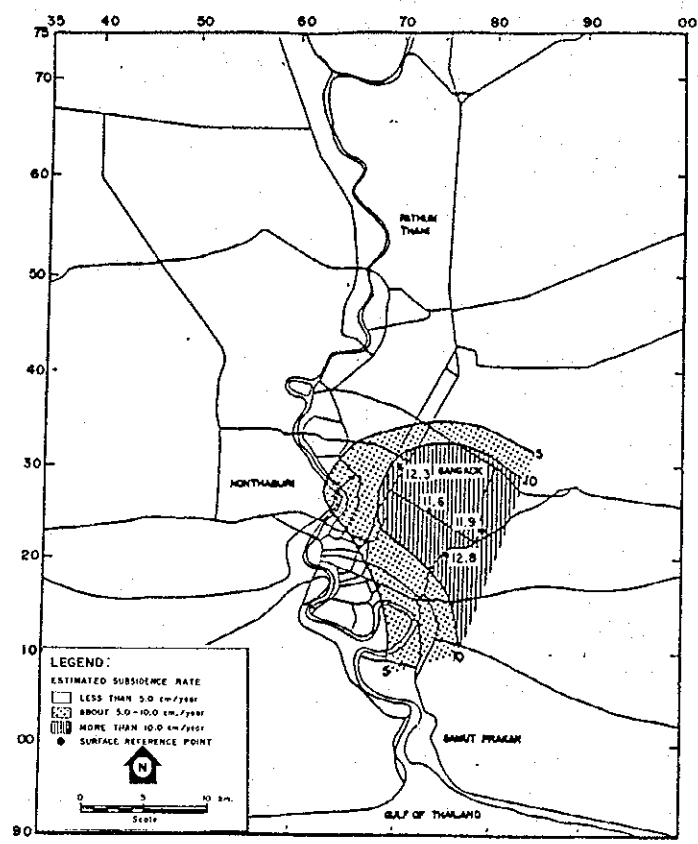 35 60 70 80 90 00
75
70
60
50
40
30
20
10
00
90
PATHUM
THANI
5
10
12.3 BANGKOK
NONTHABURI
11.6
11.9
12.8
5
10
LEGEND:
ESTIMATED SUBSIDENCE RATE
LESS THAN 5.0 cm/year
ABOUT 5.0-10.0 cm./year
MORE THAN 10.0 cm/year
SURFACE REFERENCE POINT
N
0 5 10 km.
Scale
SAMUT PRAKAN
GULF OF THAILAND